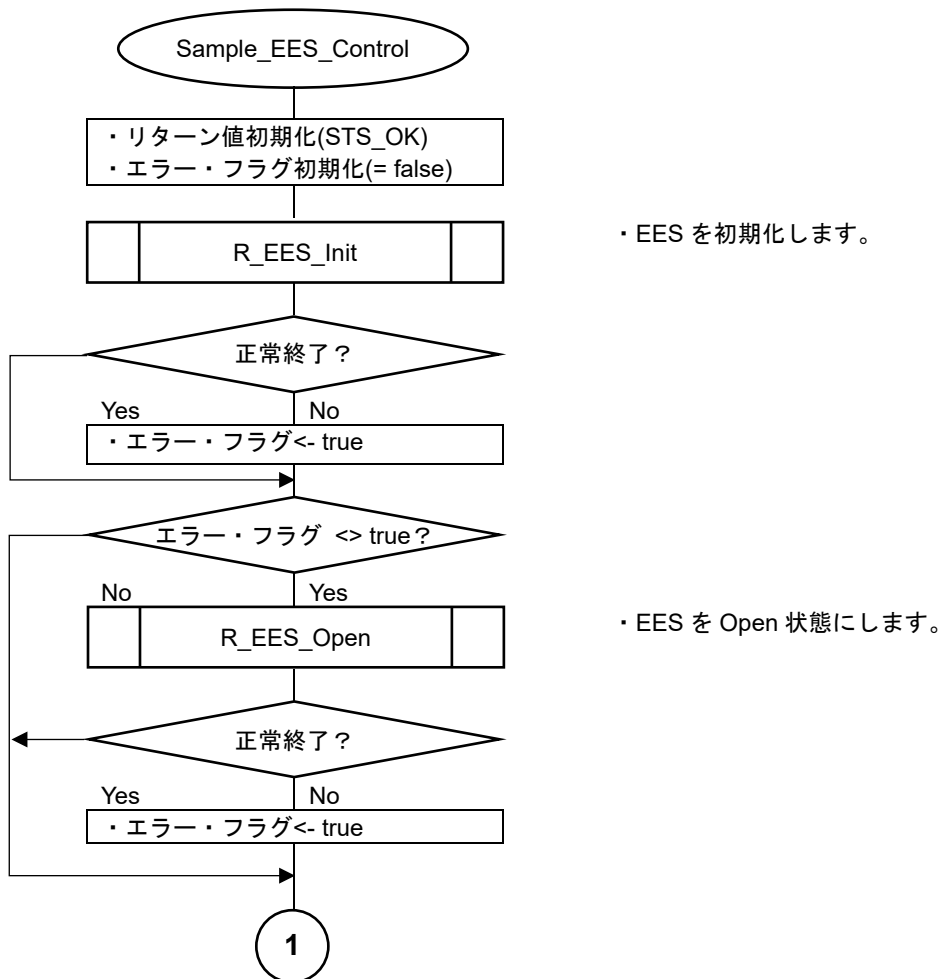 Sample_EES_Control
・リターン値初期化(STS_OK)
・エラー・フラグ初期化(= false)
R_EES_Init
・EES を初期化します。
正常終了？
Yes
No
・エラー・フラグ<- true
エラー・フラグ <> true？
No
Yes
R_EES_Open
・EES を Open 状態にします。
正常終了？
Yes
No
・エラー・フラグ<- true
1